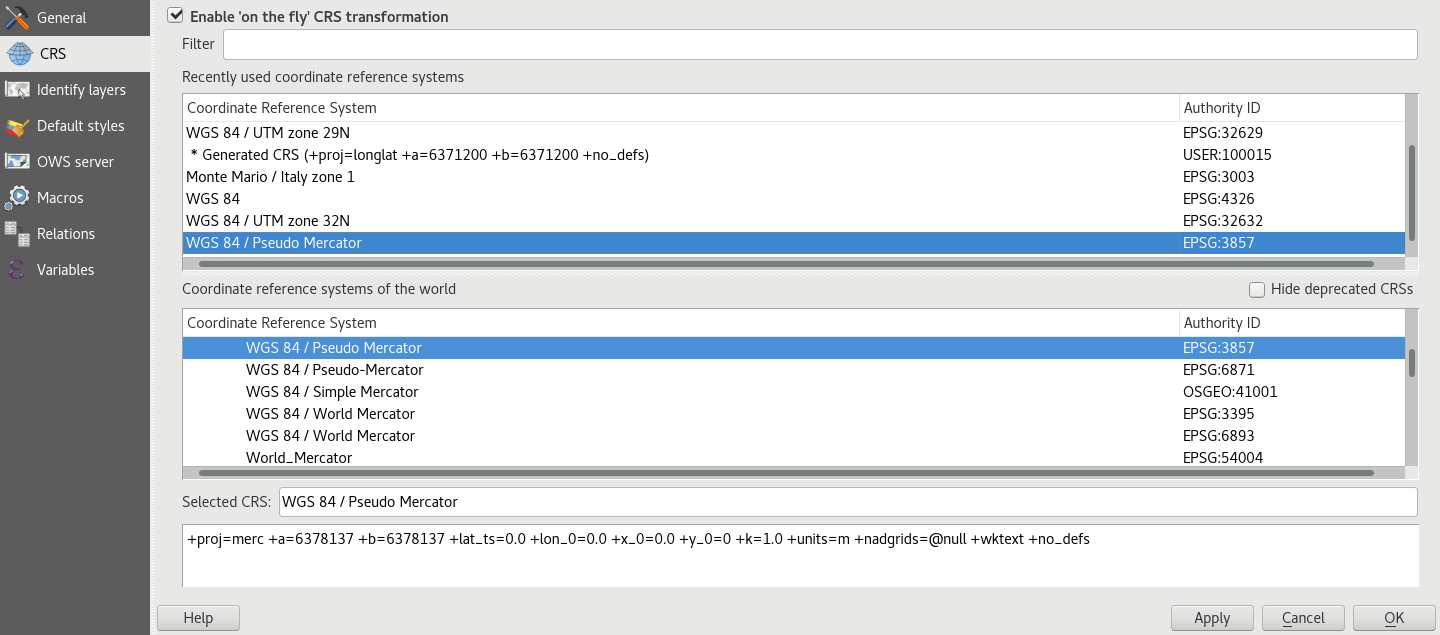 General
CRS
Identify layers
Default styles
OWS server
Macros
Relations
Variables
Enable 'on the fly' CRS transformation
Filter
Recently used coordinate reference systems
Coordinate Reference System Authority ID
WGS 84 / UTM zone 29N EPSG:32629
* Generated CRS (+proj=longlat +a=6371200 +b=6371200 +no_defs) USER:100015
Monte Mario / Italy zone 1 EPSG:3003
WGS 84 EPSG:4326
WGS 84 / UTM zone 32N EPSG:32632
WGS 84 / Pseudo Mercator EPSG:3857
Coordinate reference systems of the world Hide deprecated CRSs
Coordinate Reference System Authority ID
WGS 84 / Pseudo Mercator EPSG:3857
WGS 84 / Pseudo-Mercator EPSG:6871
WGS 84 / Simple Mercator OSGEO:41001
WGS 84 / World Mercator EPSG:3395
WGS 84 / World Mercator EPSG:6893
World_Mercator EPSG:54004
Selected CRS: WGS 84 / Pseudo Mercator
+proj=merc +a=6378137 +b=6378137 +lat_ts=0.0 +lon_0=0.0 +x_0=0.0 +y_0=0 +k=1.0 +units=m +nadgrids=@null +wktext +no_defs
Help Apply Cancel OK